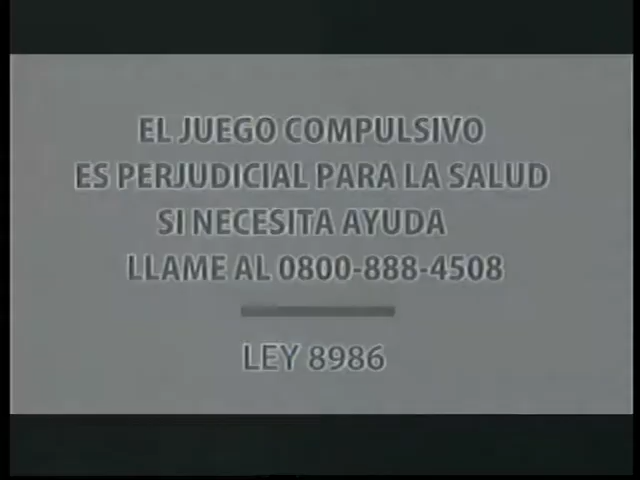 EL JUEGO COMPULSIVO
ES PERJUDICIAL PARA LA SALUD
SI NECESITA AYUDA
LLAME AL 0800-888-4508
LEY 8986